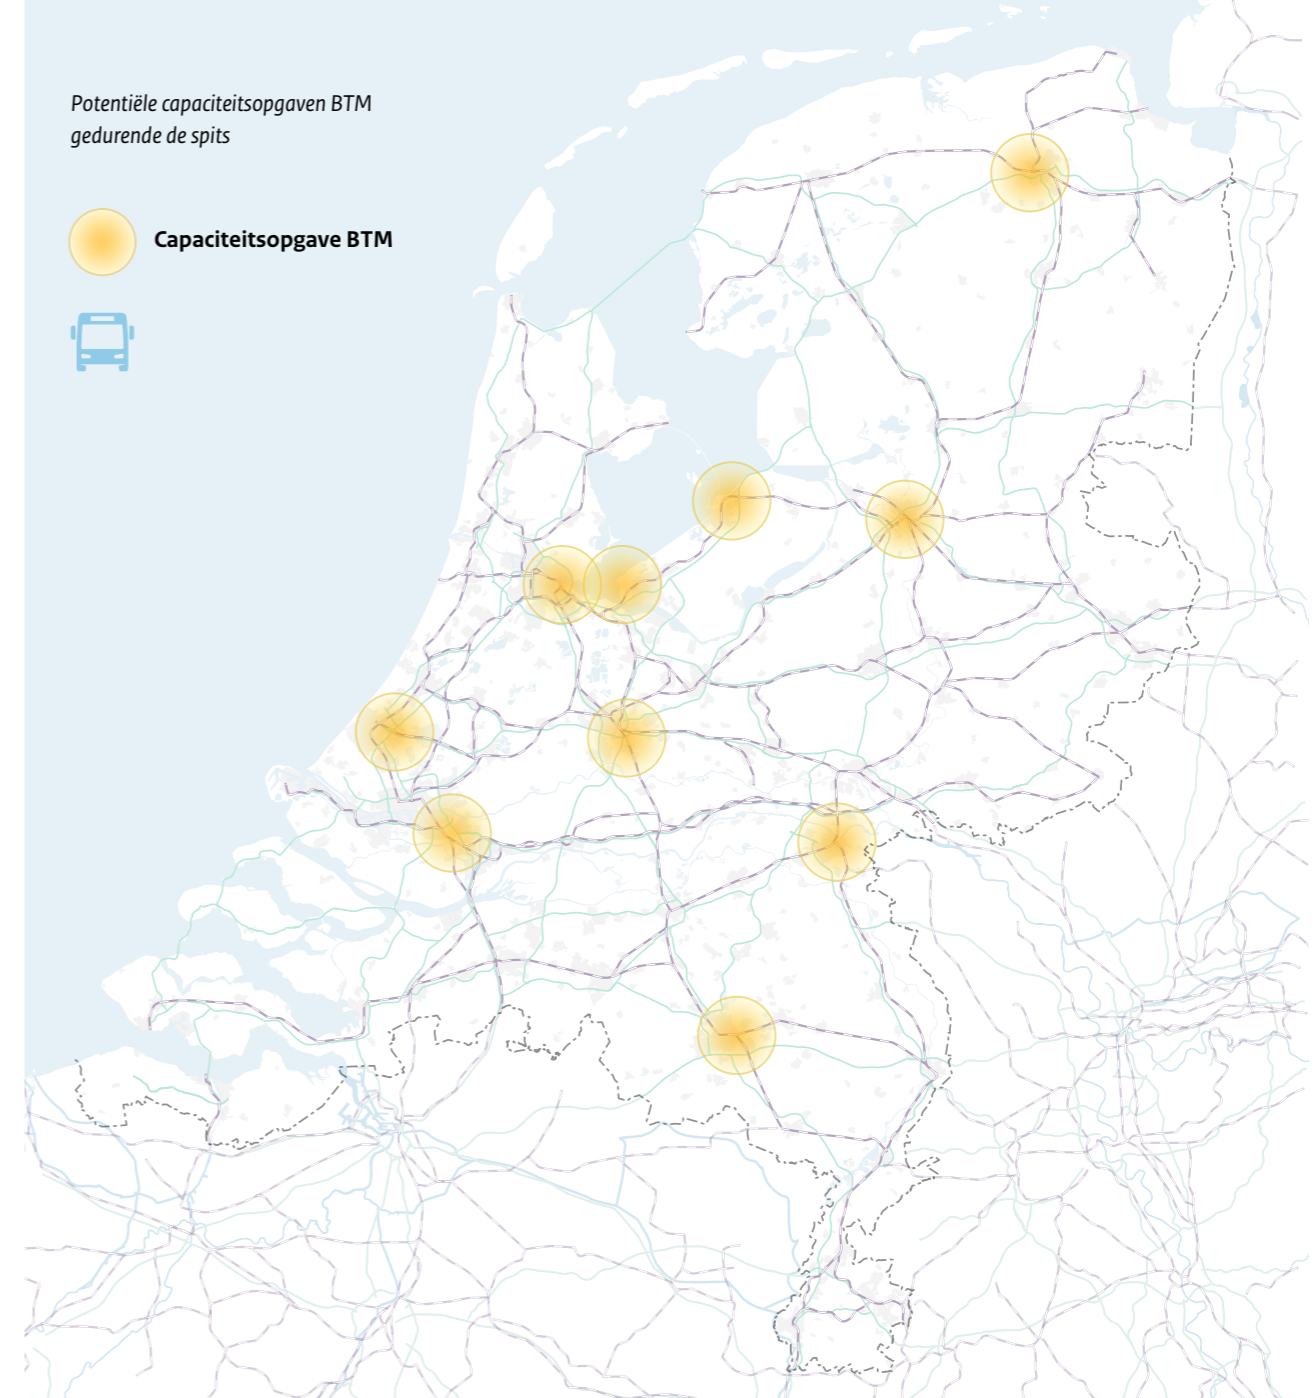 Potentiële capaciteitsopgaven BTM
gedurende de spits
Capaciteitsopgave BTM